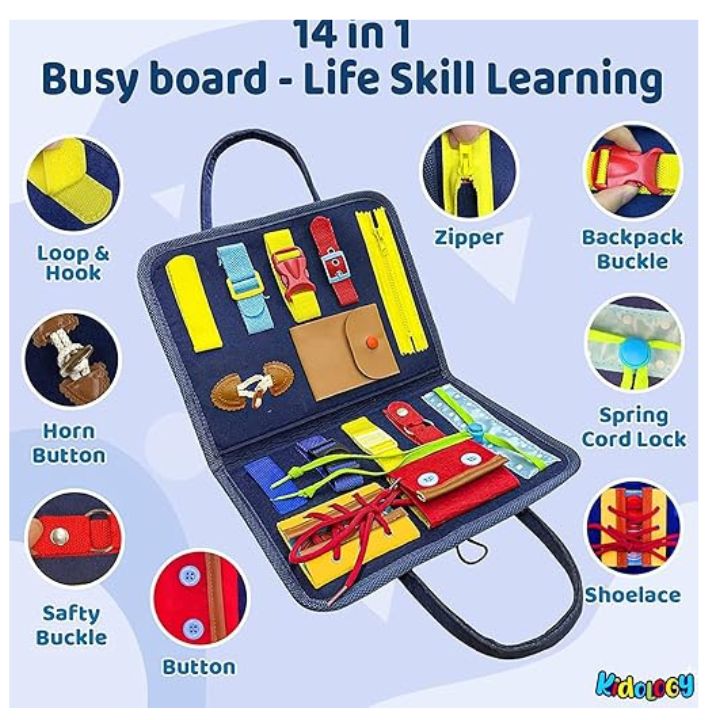 14 in 1
Busy board - Life Skill Learning
Loop &
Hook
Zipper
Backpack
Buckle
Horn
Button
Spring
Cord Lock
Safty
Buckle
Button
Shoelace
Kidology